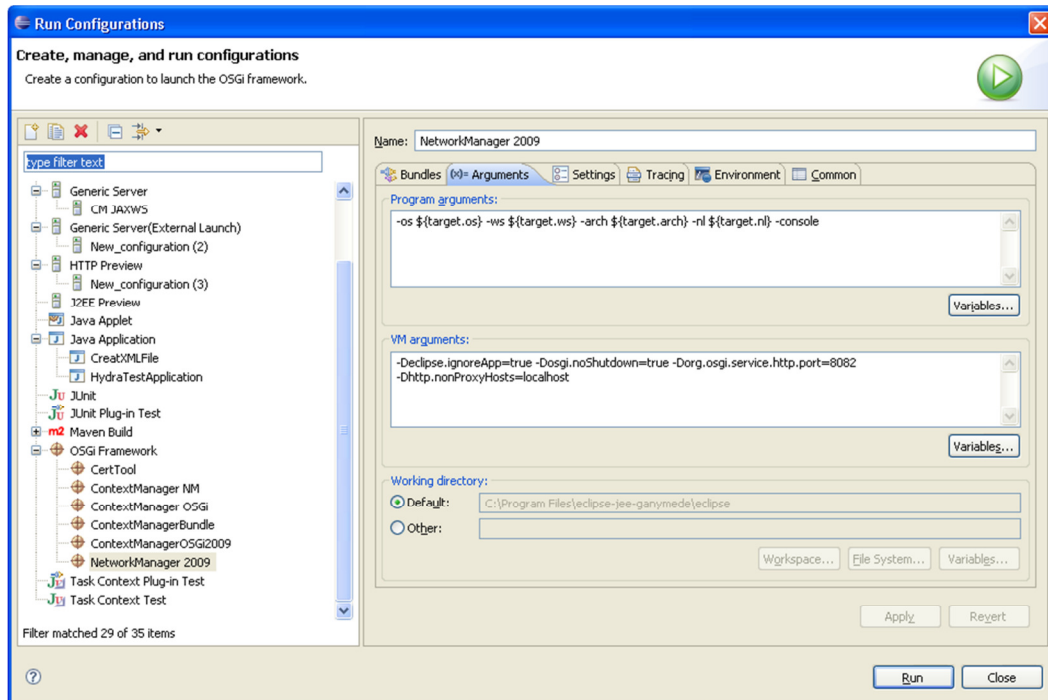 Run Configurations
Create, manage, and run configurations
Create a configuration to launch the OSGi framework.
type filter text
Generic Server
CM JAXWS
Generic Server(External Launch)
New_configuration (2)
HTTP Preview
New_configuration (3)
J2EE Preview
Java Applet
Java Application
CreatXMLFile
HydraTestApplication
JUnit
JUnit Plug-in Test
Maven Build
OSGi Framework
CertTool
ContextManager NM
ContextManager OSGi
ContextManagerBundle
ContextManagerOSGi2009
NetworkManager 2009
Task Context Plug-in Test
Task Context Test
Filter matched 29 of 35 items
Name: NetworkManager 2009
Bundles (x)= Arguments Settings Tracing Environment Common
Program arguments:
-os ${target.os} -ws ${target.ws} -arch ${target.arch} -nl ${target.nl} -console
Variables...
VM arguments:
-Declipse.ignoreApp=true -Dosgi.noShutdown=true -Dorg.osgi.service.http.port=8082
-Dhttp.nonProxyHosts=localhost
Variables...
Working directory:
Default: C:\Program Files\eclipse-jee-ganymede\eclipse
Other:
Workspace... File System... Variables...
Apply Revert
Run Close